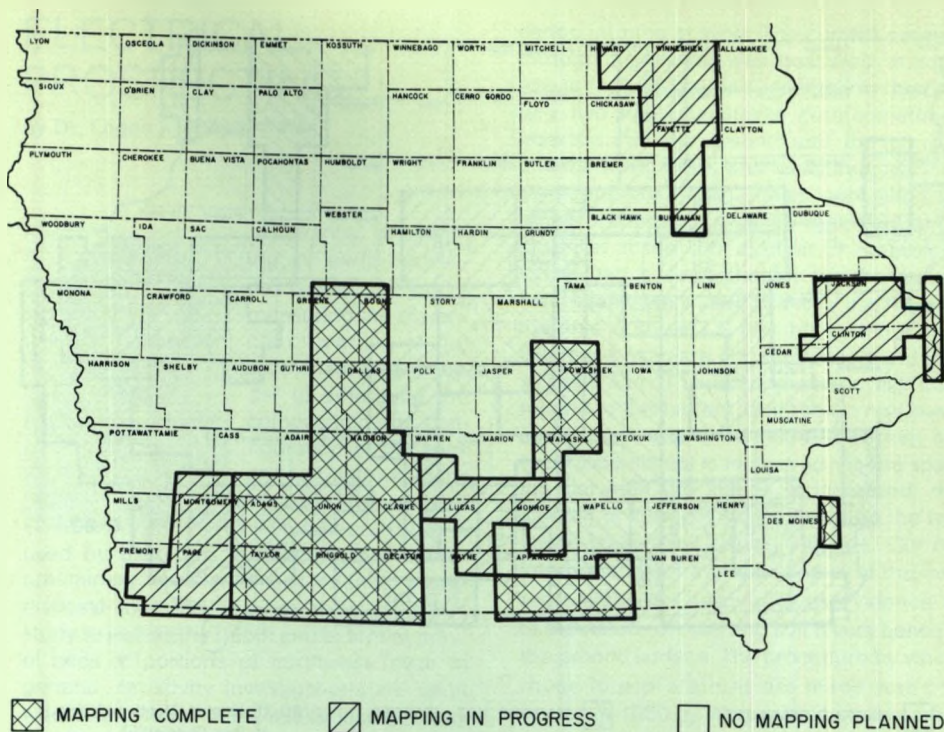 LYON OSCEOLA DICKINSON EMMET KOSSUTH WINNEBAGO WORTH MITCHELL HOWARD WINNESHIEK ALLAMAKEE
SIOUX O'BRIEN CLAY PALO ALTO HANCOCK CERRO GORDO FLOYD CHICKASAW
FAYETTE CLAYTON
PLYMOUTH CHEROKEE BUENA VISTA POCAHONTAS HUMBOLDT WRIGHT FRANKLIN BUTLER BREMER
WEBSTER BLACK HAWK BUCHANAN DELAWARE DUBUQUE
WOODBURY IDA SAC CALHOUN HAMILTON HARDIN GRUNDY
MONONA CRAWFORD CARROLL GREENE BOONE STORY MARSHALL TAMA BENTON LINN JONES JACKSON
CLINTON
CEDAR
HARRISON SHELBY AUDUBON GUTHRI DALLAS POLK JASPER POWESHIEK IOWA JOHNSON
SCOTT
MUSCATINE
POTTAWATTAMIE CASS ADAIR MADISON WARREN MARION MAHASKA KEOKUK WASHINGTON
LOUISA
MILLS MONTGOMERY ADAMS UNION CLARKE LUCAS MONROE WAPELLO JEFFERSON HENRY
DES MOINES
FREMONT PAGE TAYLOR RINGGOLD DECATUR WAYNE APPANOOSE DAVIS VAN BUREN
LEE
MAPPING COMPLETE MAPPING IN PROGRESS NO MAPPING PLANNED